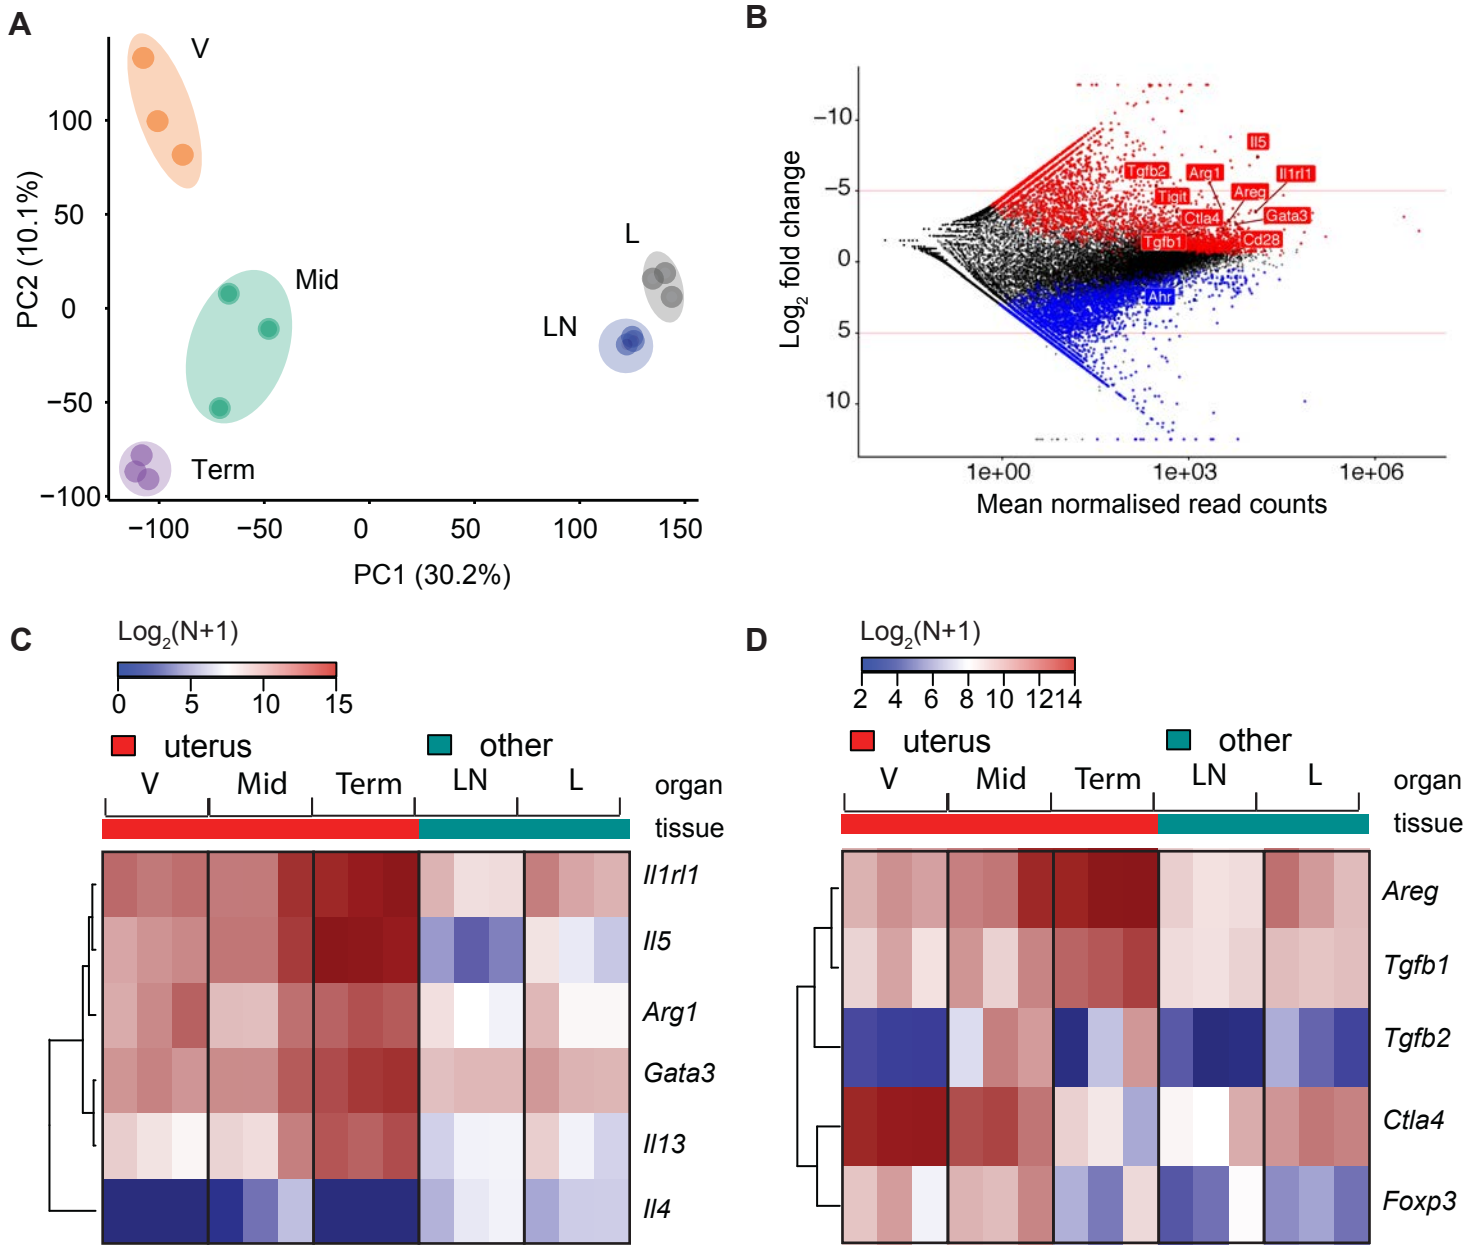 A
V
Mid
Term
L
LN
100
50
0
−50
−100
PC2 (10.1%)
−100 −50 0 50 100 150
PC1 (30.2%)
B
−10
−5
0
5
10
Log2 fold change
Il5
Tgfb2 Arg1 Il1rl1
Tigit Areg
Ctla4 Gata3
Tgfb1 Cd28
Ahr
1e+00 1e+03 1e+06
Mean normalised read counts
C
Log2(N+1)
0 5 10 15
uterus other
V Mid Term LN L organ
tissue
Il1rl1
Il5
Arg1
Gata3
Il13
Il4
D
Log2(N+1)
2 4 6 8 10 12 14
uterus other
V Mid Term LN L organ
tissue
Areg
Tgfb1
Tgfb2
Ctla4
Foxp3